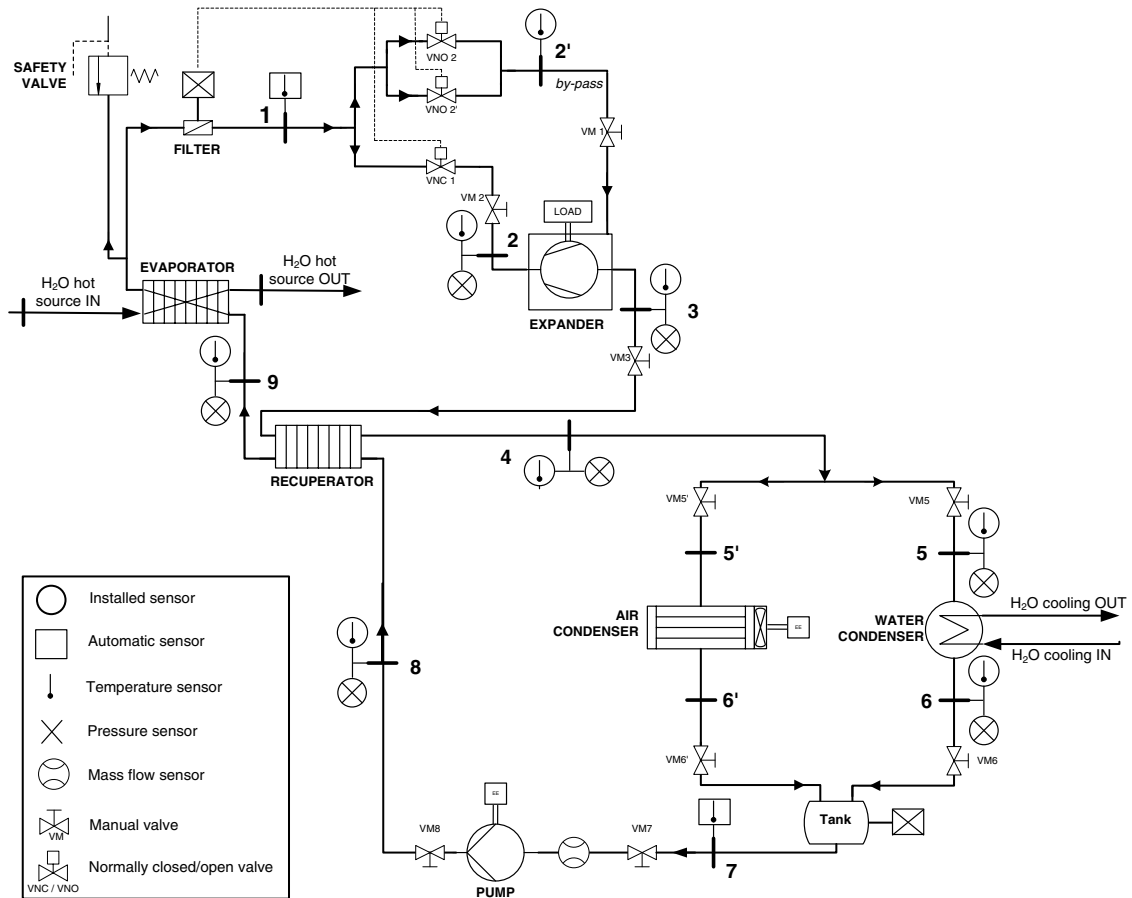 SAFETY
VALVE
FILTER
1
VNO 2
VNO 2'
2'
by-pass
VM 1
VNC 1
VM 2
LOAD
2
EXPANDER
3
VM3
EVAPORATOR
H2O hot
source IN
H2O hot
source OUT
9
RECUPERATOR
4
VM5'
VM5
5'
5
AIR
CONDENSER
EE
WATER
CONDENSER
H2O cooling OUT
H2O cooling IN
6'
6
VM6'
VM6
Tank
8
EE
VM8
VM7
7
PUMP
Installed sensor
Automatic sensor
Temperature sensor
Pressure sensor
Mass flow sensor
VM
Manual valve
VNC / VNO
Normally closed/open valve